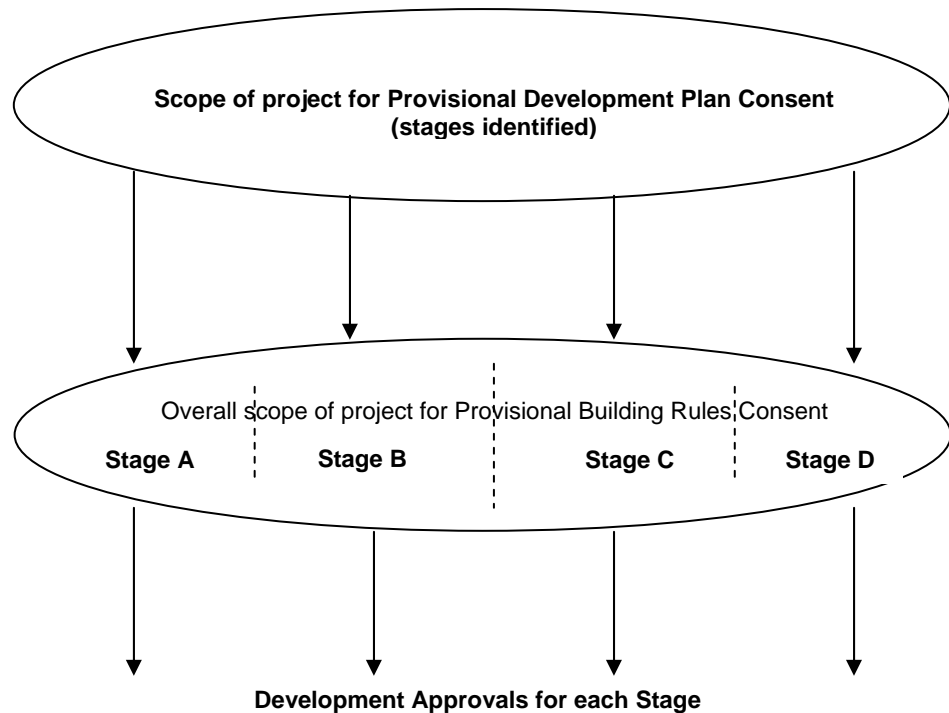 Scope of project for Provisional Development Plan Consent
(stages identified)
Overall scope of project for Provisional Building Rules Consent
Stage A
Stage B
Stage C
Stage D
Development Approvals for each Stage